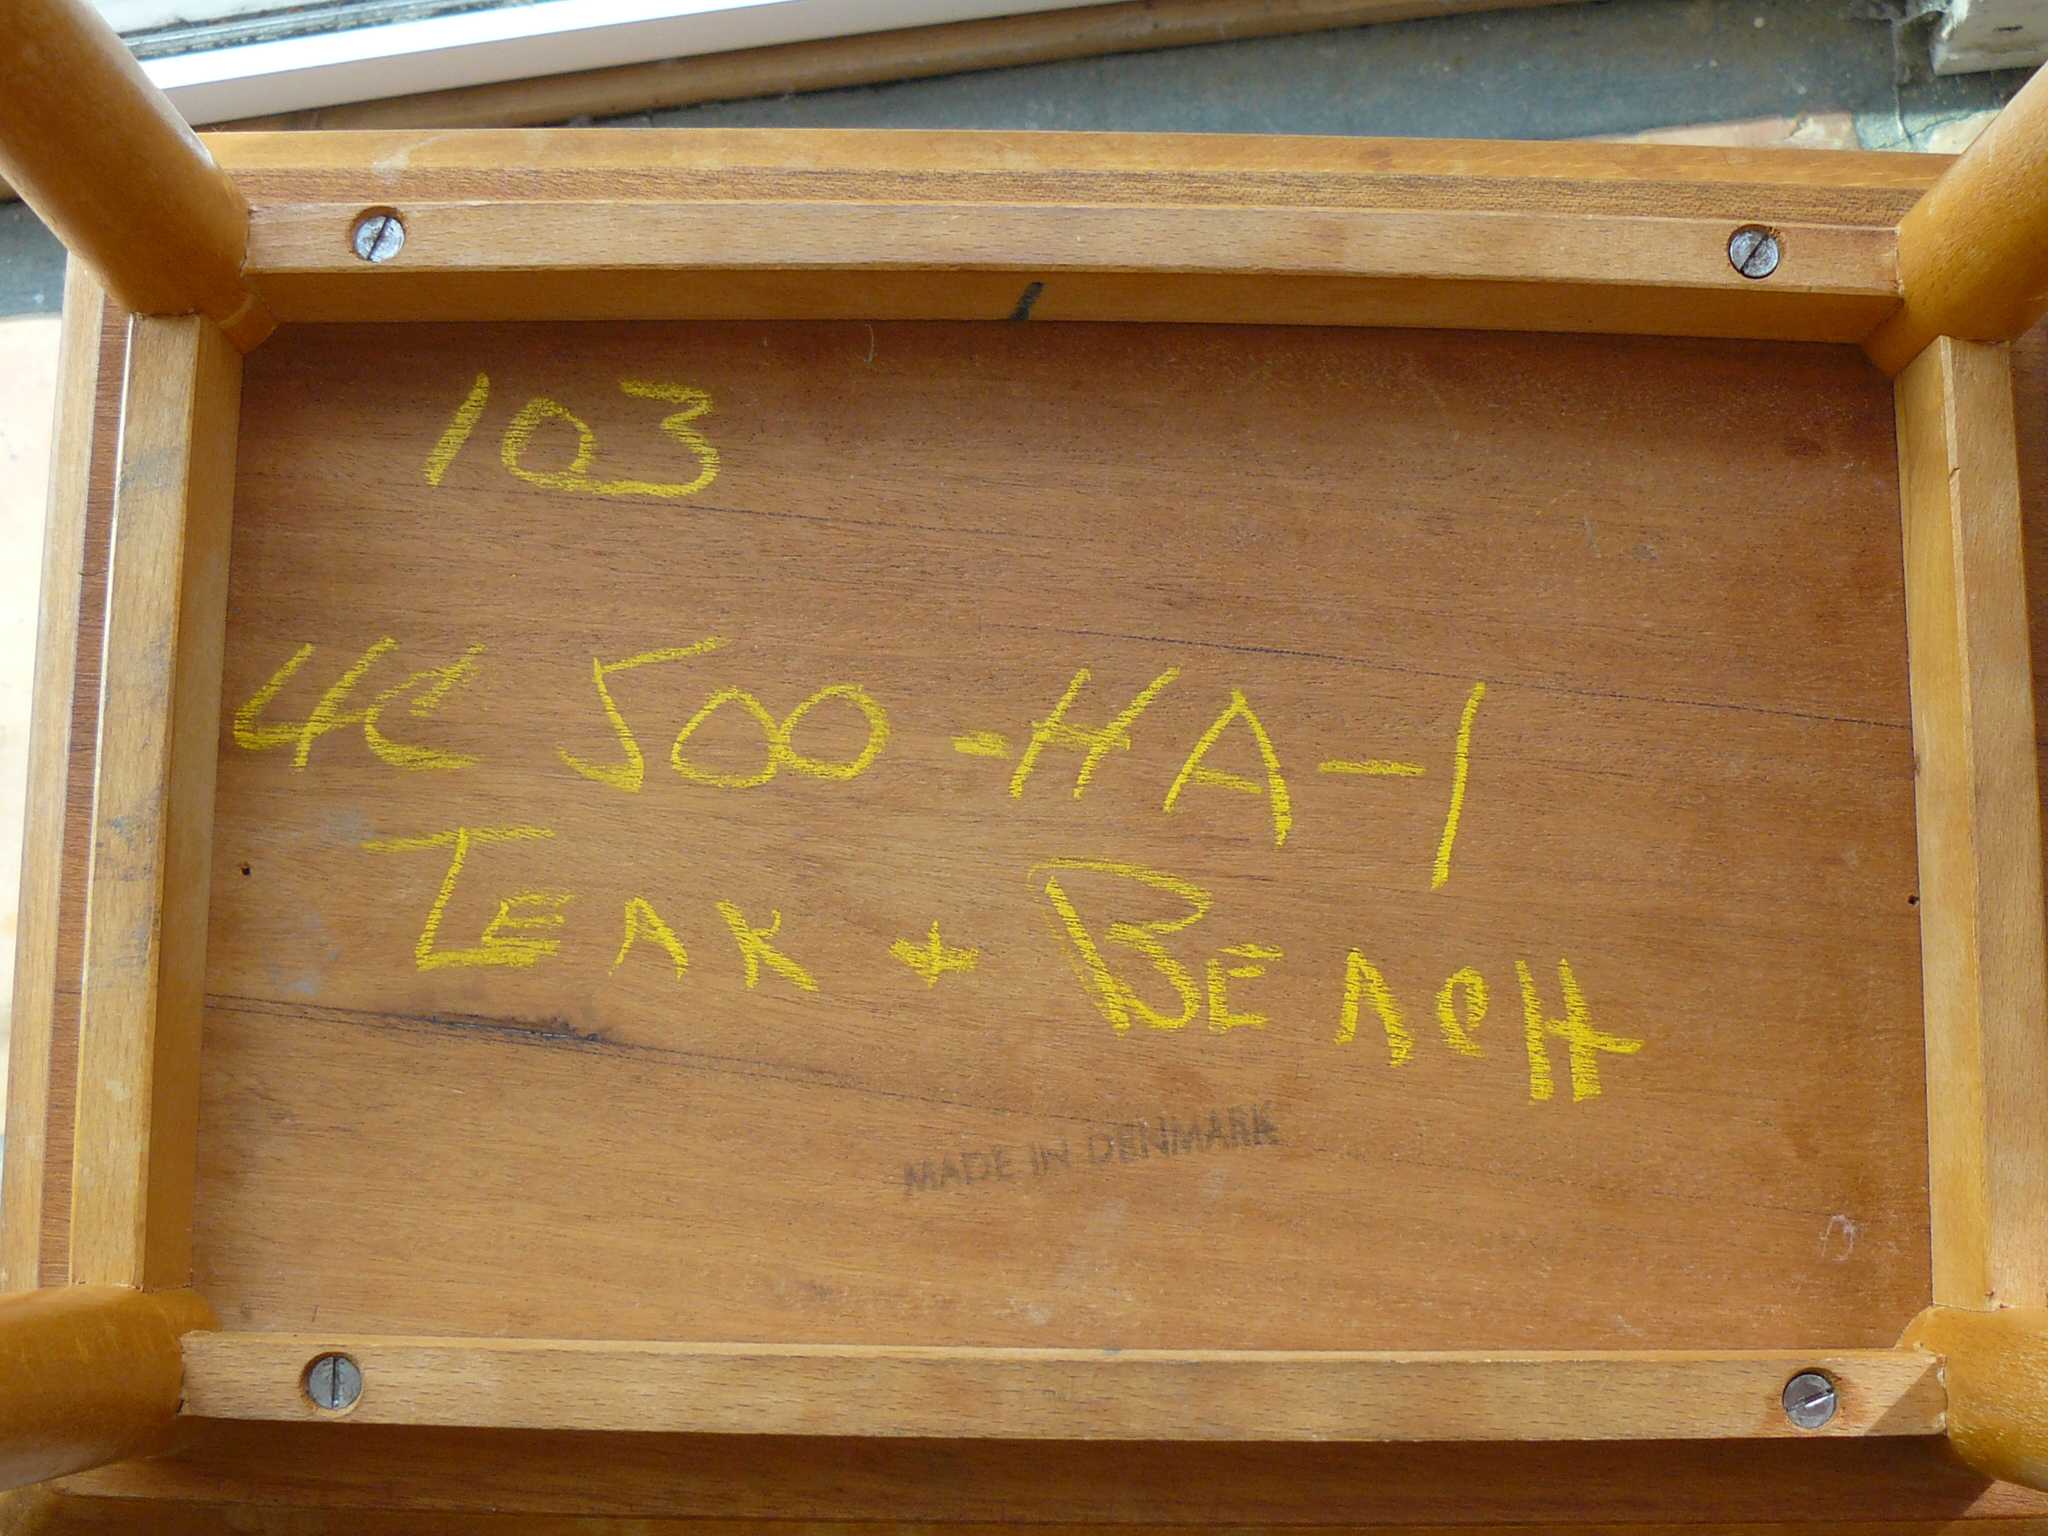 103
4C 500-HA-1
TEAK + BEACH
MADE IN DENMARK